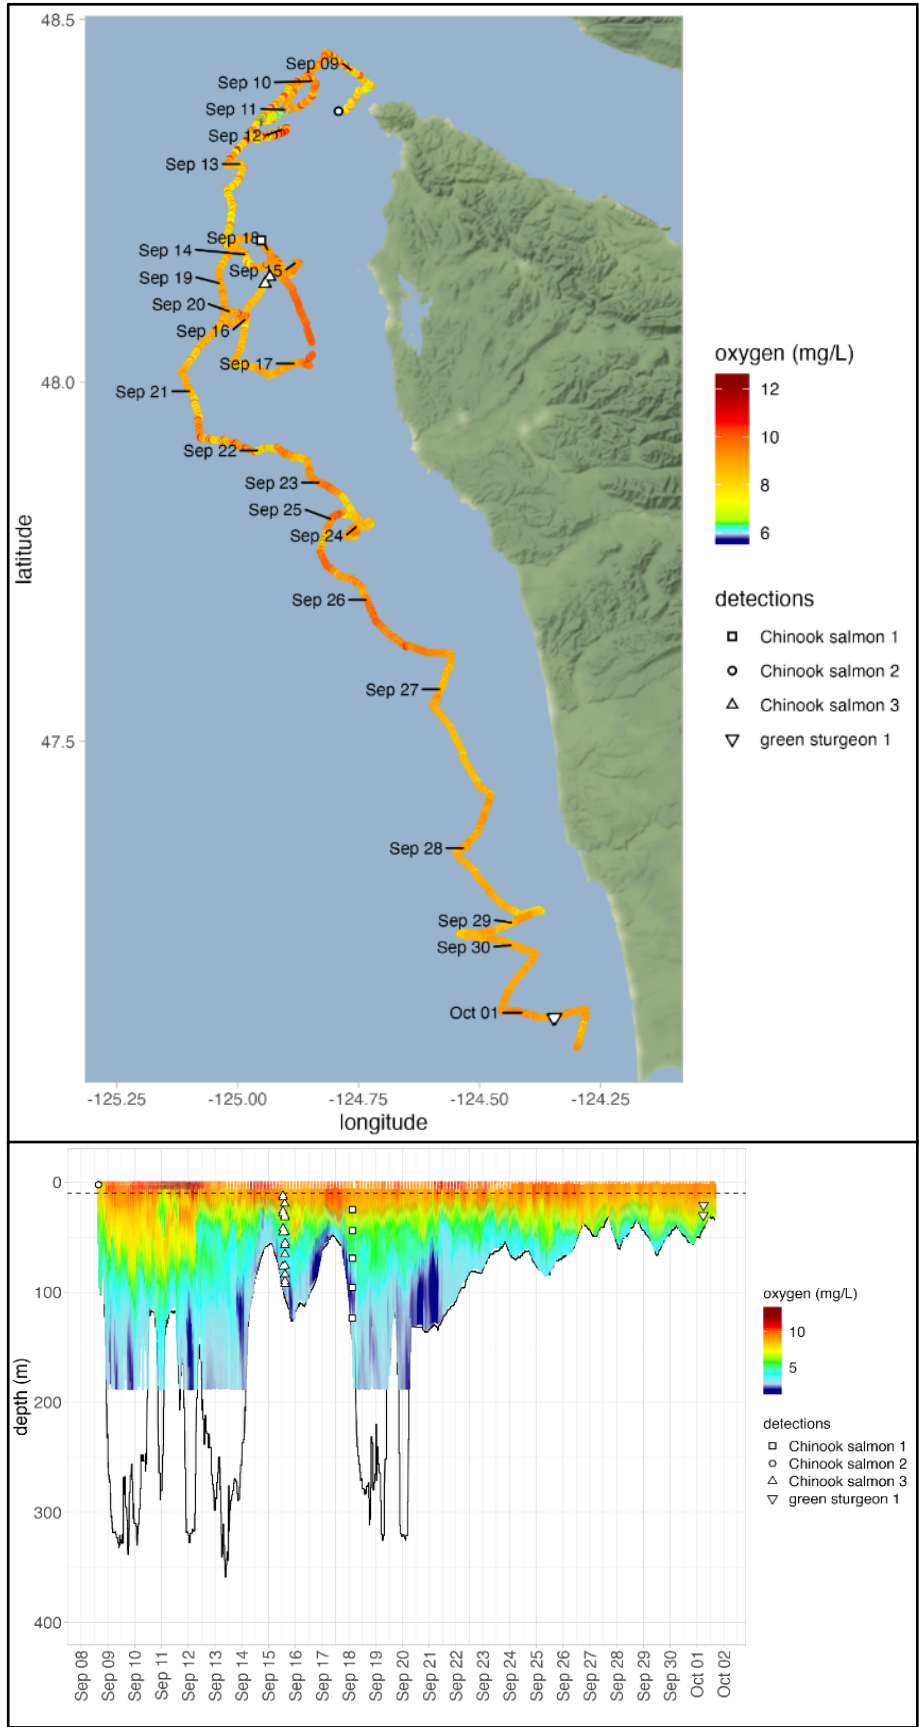 48.5
Sep 09
Sep 10
Sep 11
Sep 12
Sep 13
Sep 18
Sep 14
Sep 15
Sep 19
Sep 20
Sep 16
Sep 17
48.0
Sep 21
Sep 22
Sep 23
Sep 25
Sep 24
latitude
Sep 26
Sep 27
47.5
Sep 28
Sep 29
Sep 30
Oct 01
-125.25 -125.00 -124.75 -124.50 -124.25
longitude
oxygen (mg/L)
12
10
8
6
detections
Chinook salmon 1
Chinook salmon 2
Chinook salmon 3
green sturgeon 1
0
100
200
300
400
depth (m)
Sep 08 Sep 09 Sep 10 Sep 11 Sep 12 Sep 13 Sep 14 Sep 15 Sep 16 Sep 17 Sep 18 Sep 19 Sep 20 Sep 21 Sep 22 Sep 23 Sep 24 Sep 25 Sep 26 Sep 27 Sep 28 Sep 29 Sep 30 Oct 01 Oct 02
oxygen (mg/L)
10
5
detections
Chinook salmon 1
Chinook salmon 2
Chinook salmon 3
green sturgeon 1